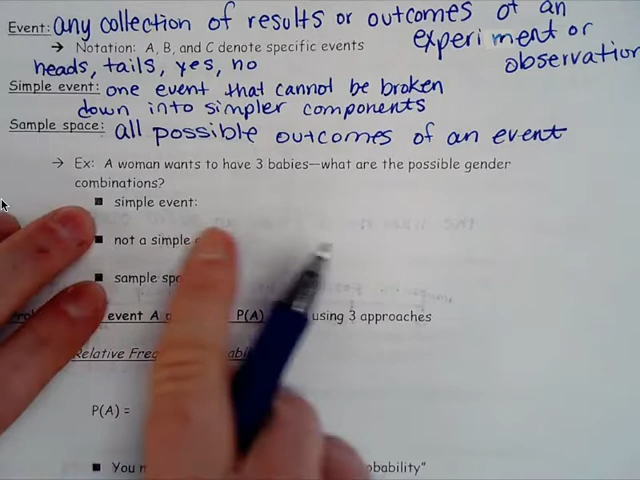 Event: any collection of results or outcomes of an
→ Notation: A, B, and C denote specific events
experiment or
heads, tails, yes, no
observation
Simple event: one event that cannot be broken
down into simpler components
Sample space: all possible outcomes of an event
→ Ex: A woman wants to have 3 babies—what are the possible gender
combinations?
■ simple event:
■ not a simple
■ sample
event A P(A) using 3 approaches
Relative
P(A) =
■ You